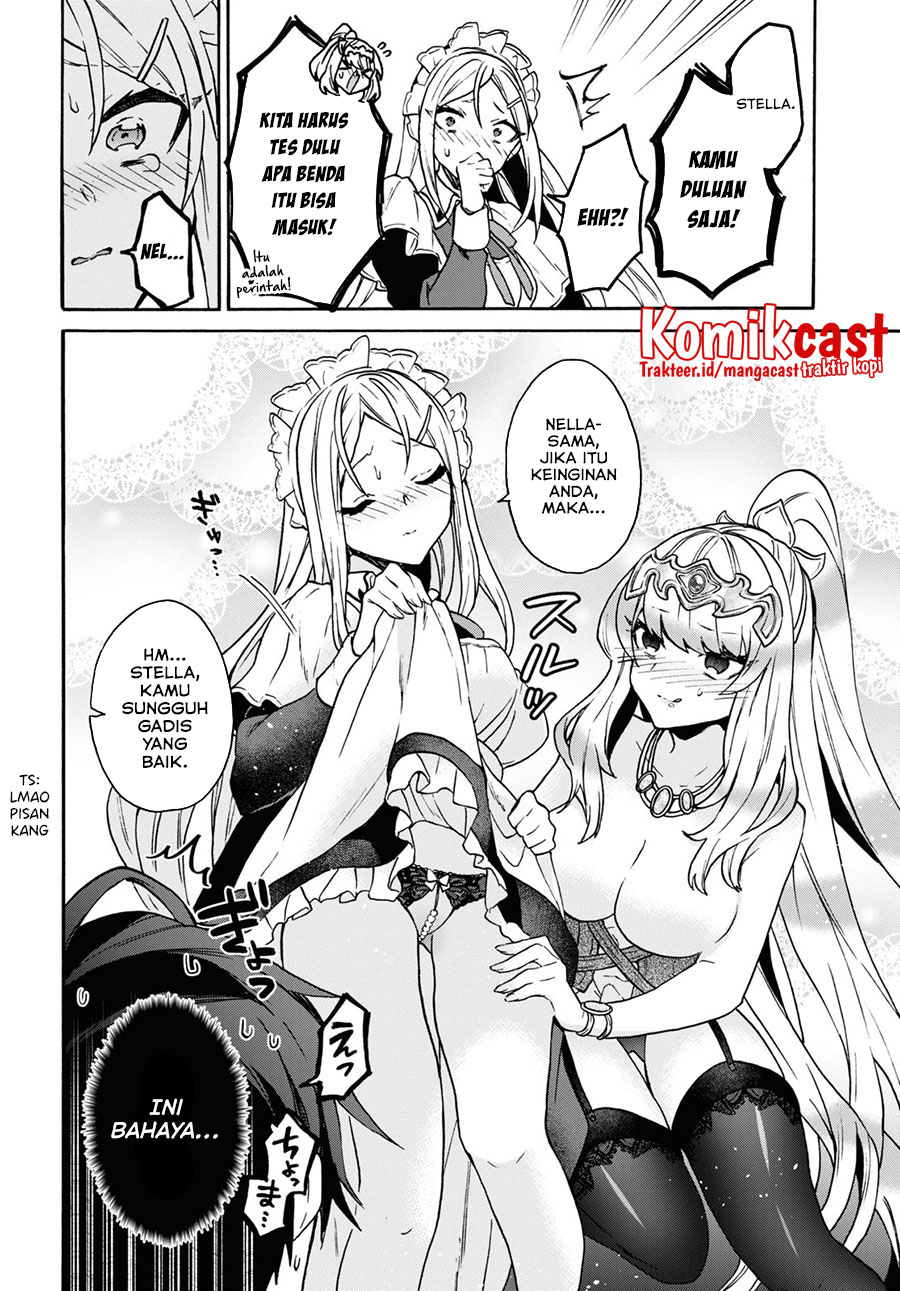 STELLA.
KAMU
DULUAN
SAJA!
EHH?!
KITA HARUS
TES DULU
APA BENDA
ITU BISA
MASUK!
Itu
adalah
perintah!
NEL...
Komikcast
Trakteer.id/mangacast
traktir kopi
NELLA-
SAMA,
JIKA ITU
KEINGINAN
ANDA,
MAKA...
ぎゅっ…
スルッ
HM...
STELLA,
KAMU
SUNGGUH
GADIS
YANG
BAIK.
TS:
LMAO
PISAN
KANG
ぎょっ
えっ
INI
BAHAYA...
ちょっ
ま…